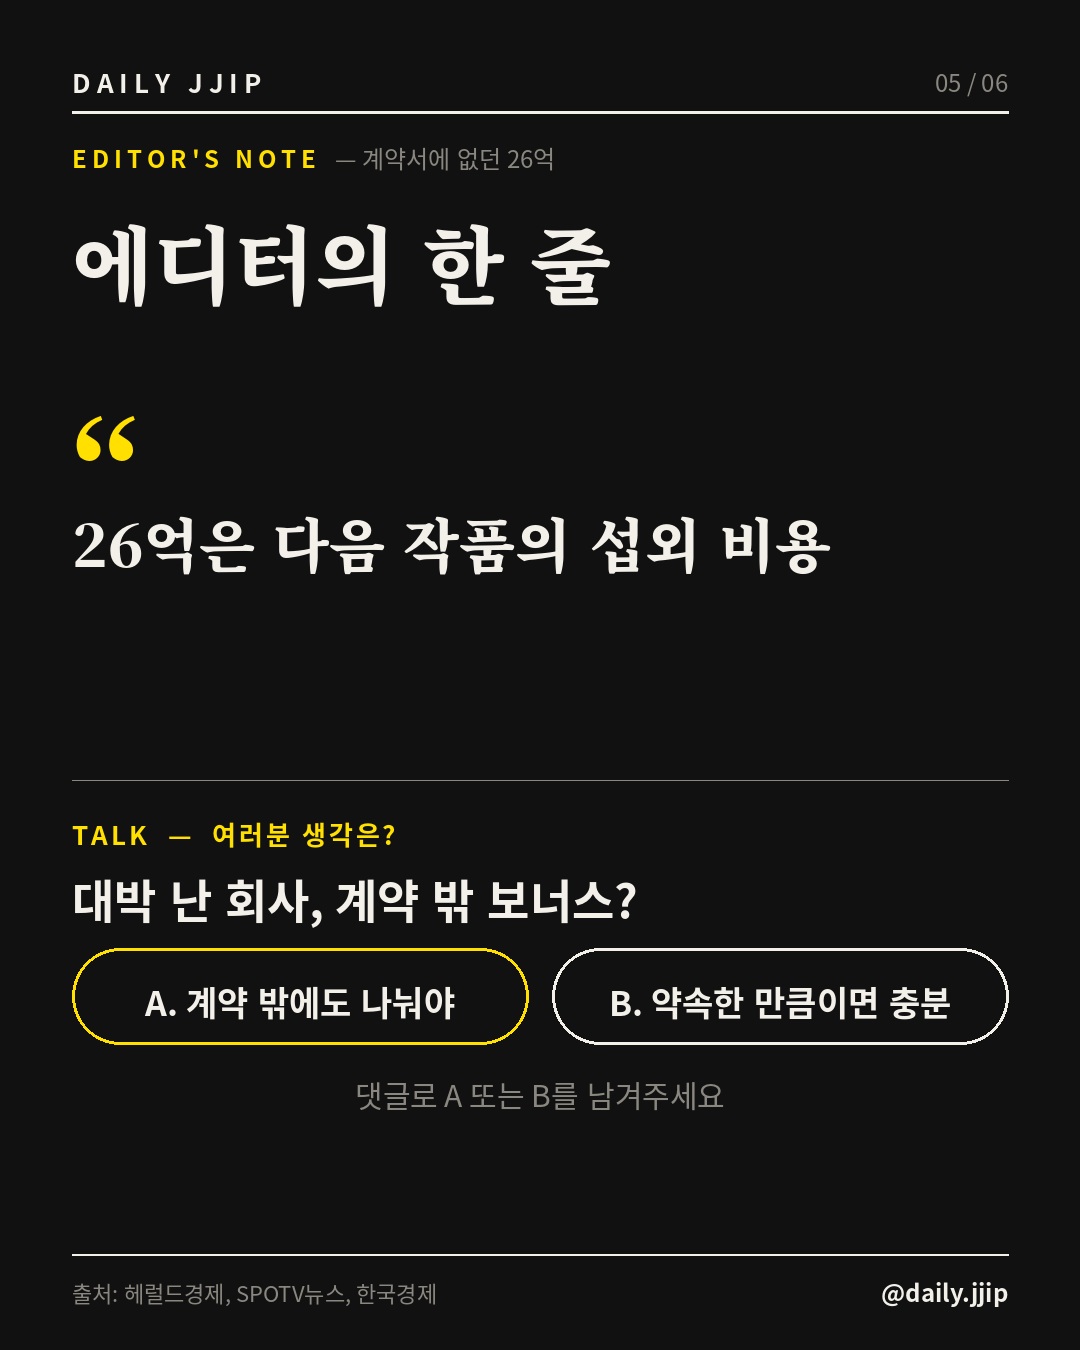 DAILY JJIP
05 / 06
EDITOR'S NOTE — 계약서에 없던 26억
에디터의 한 줄
“
26억은 다음 작품의 섭외 비용
TALK — 여러분 생각은?
대박 난 회사, 계약 밖 보너스?
A. 계약 밖에도 나눠야
B. 약속한 만큼이면 충분
댓글로 A 또는 B를 남겨주세요
출처: 헤럴드경제, SPOTV뉴스, 한국경제
@daily.jjip